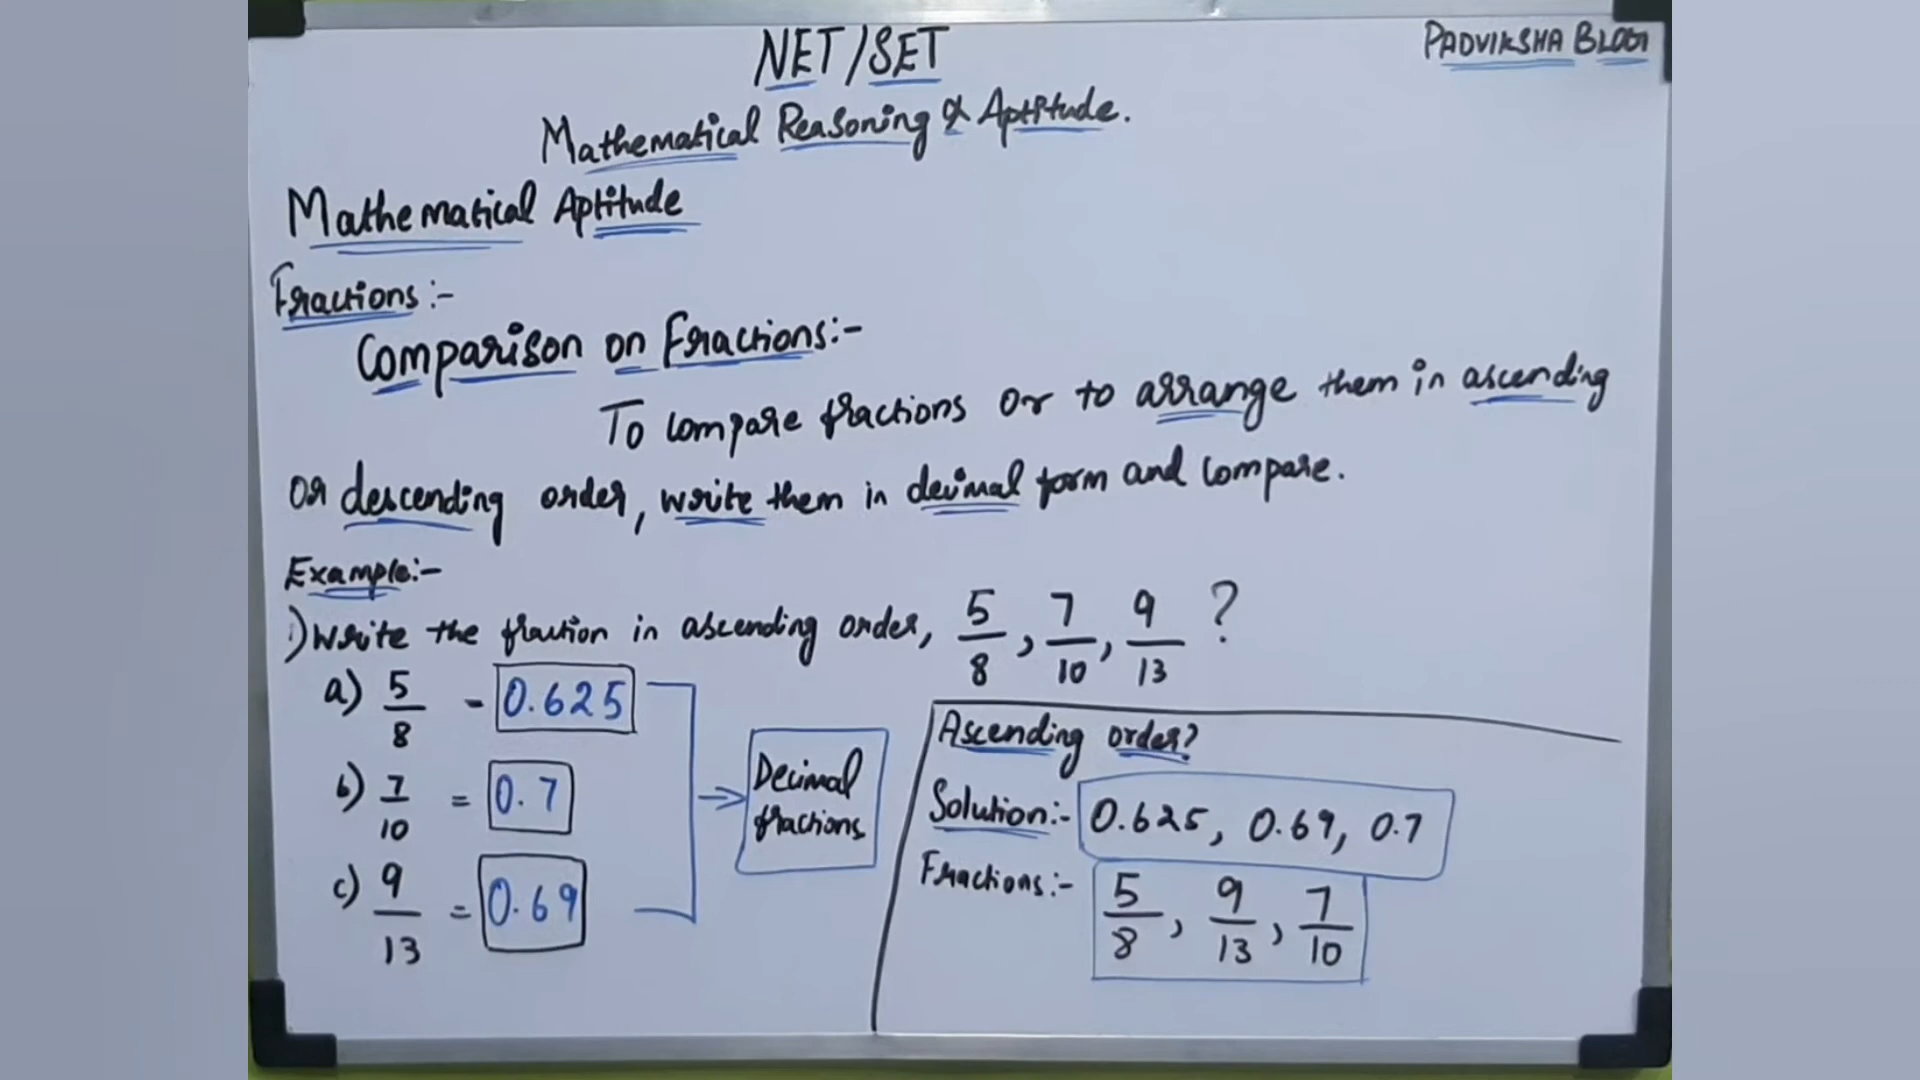 NET/SET
PADVIKSHA BLOG
Mathematical Reasoning & Aptitude.
Mathematical Aptitude
Fractions:-
Comparison on Fractions:-
To compare fractions or to arrange them in ascending
or descending order, write them in decimal form and compare.
Example:-
1) Write the fraction in ascending order, 5/8, 7/10, 9/13 ?
a) 5/8 - 0.625
b) 7/10 = 0.7
c) 9/13 = 0.69
Decimal
fractions
Ascending order?
Solution:- 0.625, 0.69, 0.7
Fractions:- 5/8, 9/13, 7/10